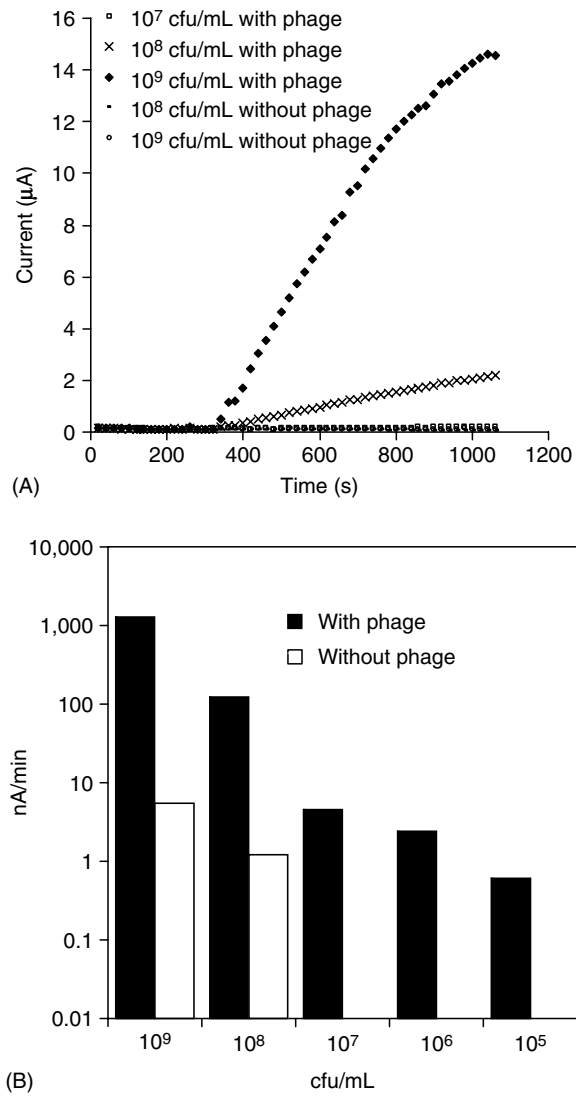 16
14
12
10
8
6
4
2
0
Current (µA)
10⁷ cfu/mL with phage
10⁸ cfu/mL with phage
10⁹ cfu/mL with phage
10⁸ cfu/mL without phage
10⁹ cfu/mL without phage
0 200 400 600 800 1000 1200
(A) Time (s)
10,000
1,000
100
10
1
0.1
0.01
nA/min
With phage
Without phage
10⁹ 10⁸ 10⁷ 10⁶ 10⁵
(B) cfu/mL